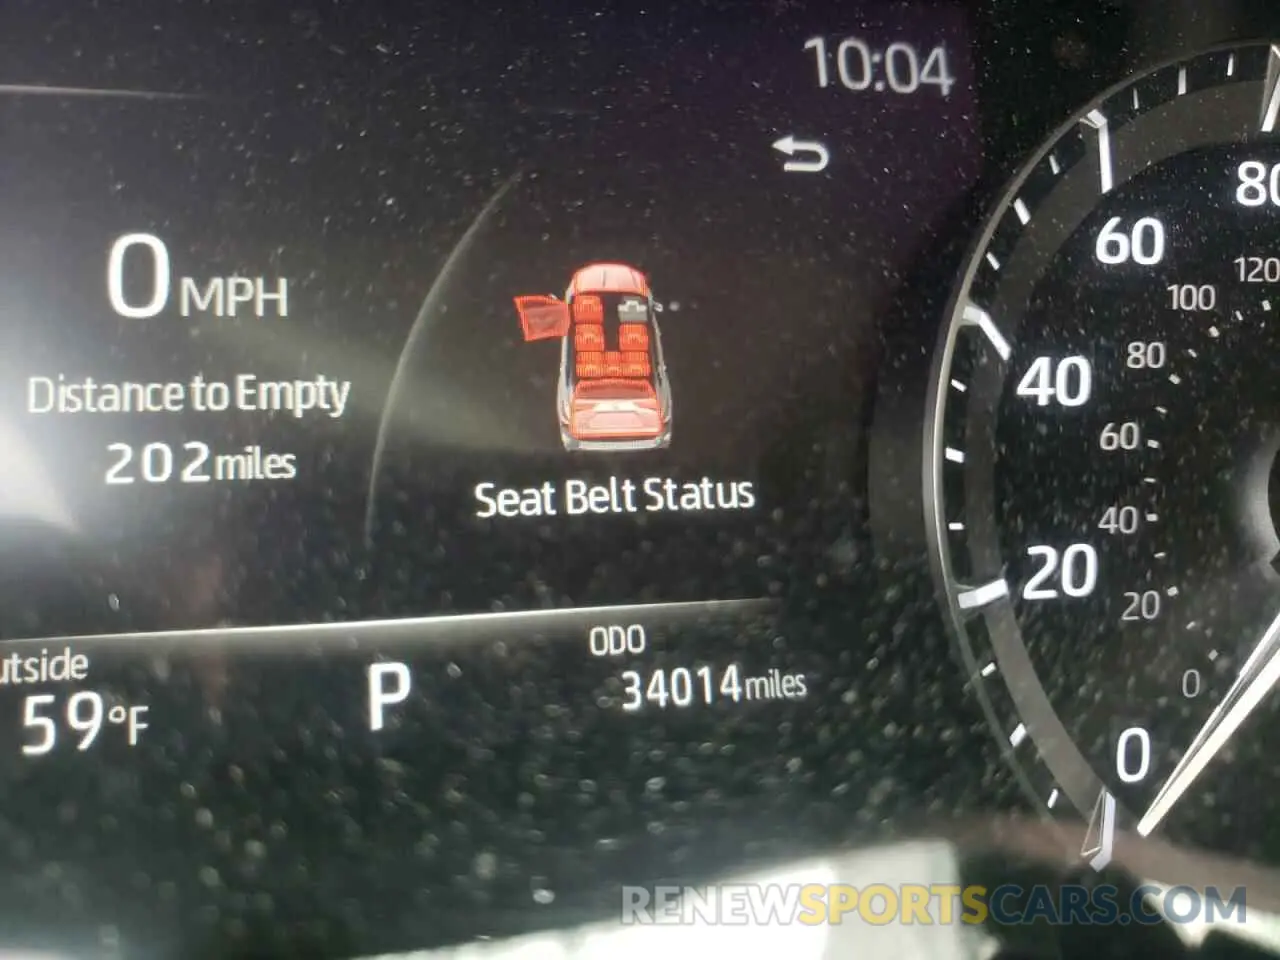 10:04
0 MPH
Distance to Empty
202 miles
Seat Belt Status
utside
59°F
P
ODO
34014 miles
80
60
40
20
0
120
100
80
60
40
20
0
RENEWSPORTSCARS.COM